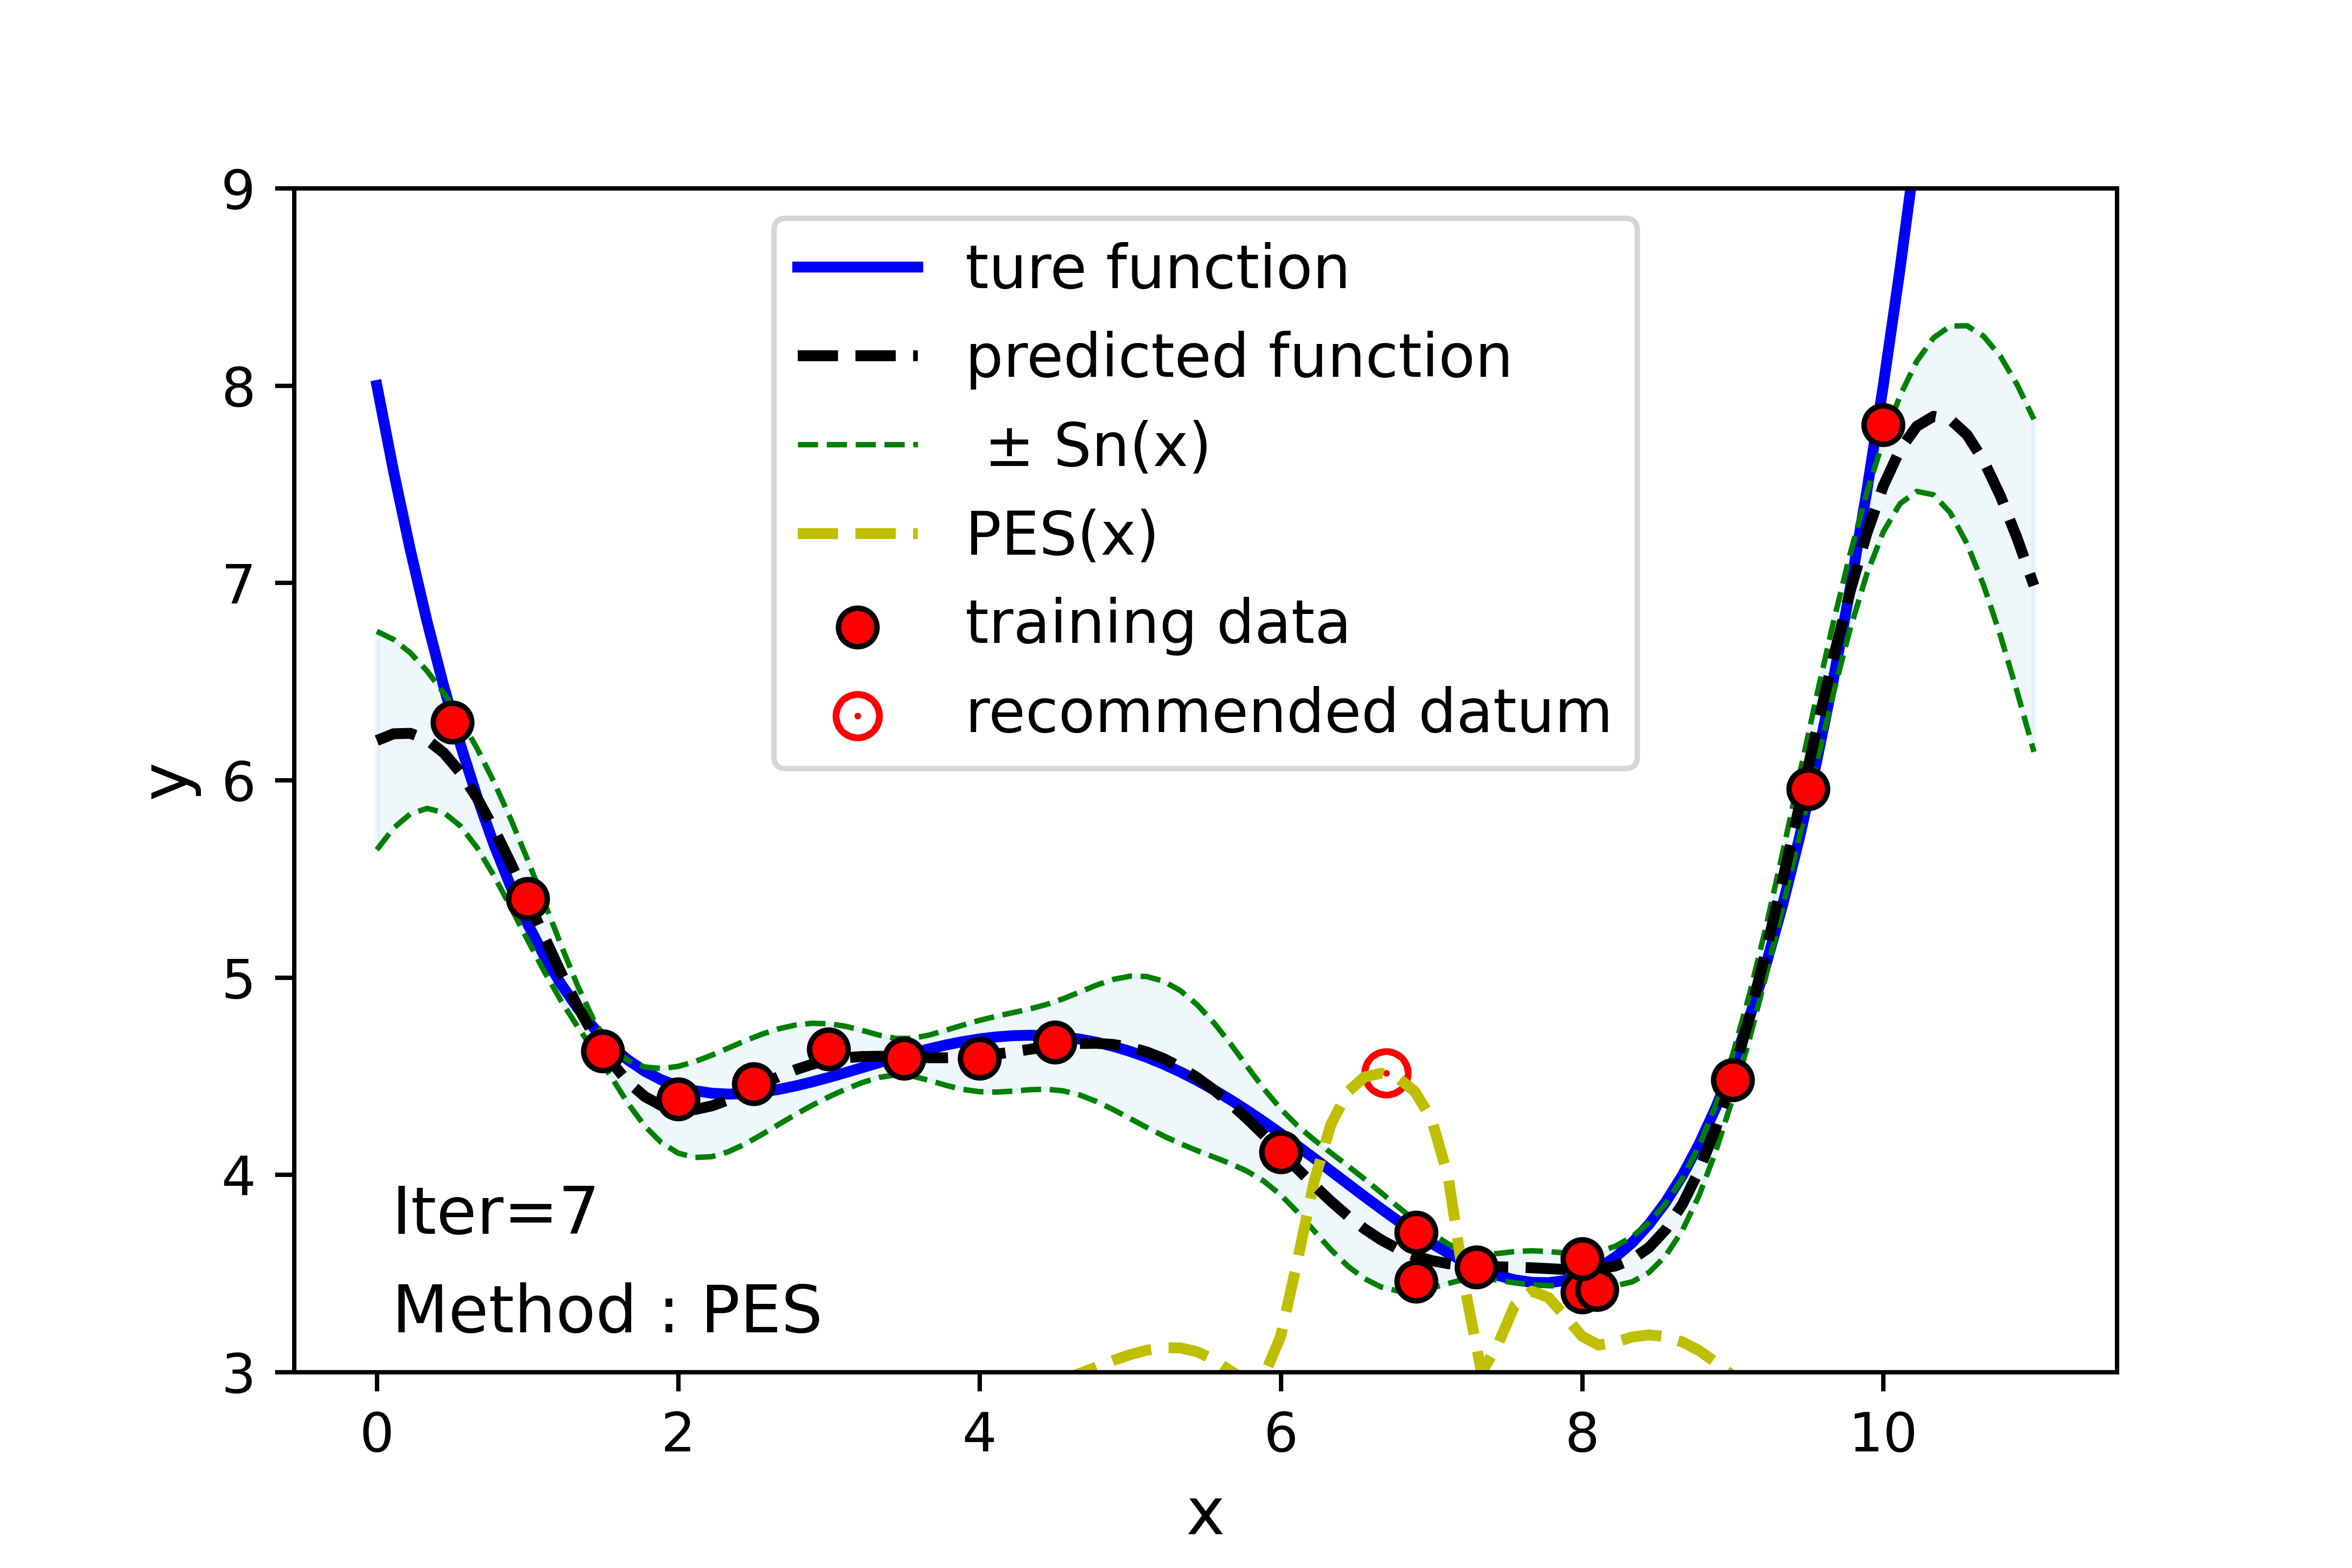 9
8
7
6
5
4
3
y
ture function
predicted function
± Sn(x)
PES(x)
training data
recommended datum
Iter=7
Method : PES
0 2 4 6 8 10
x